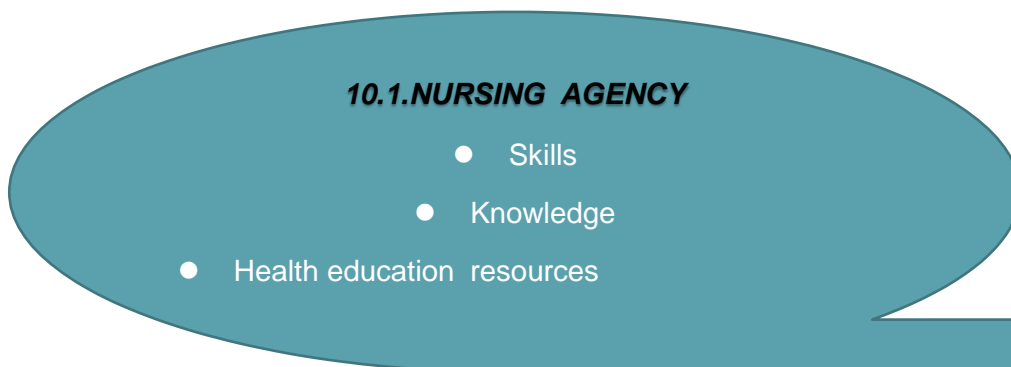 10.1.NURSING AGENCY
● Skills
● Knowledge
● Health education resources